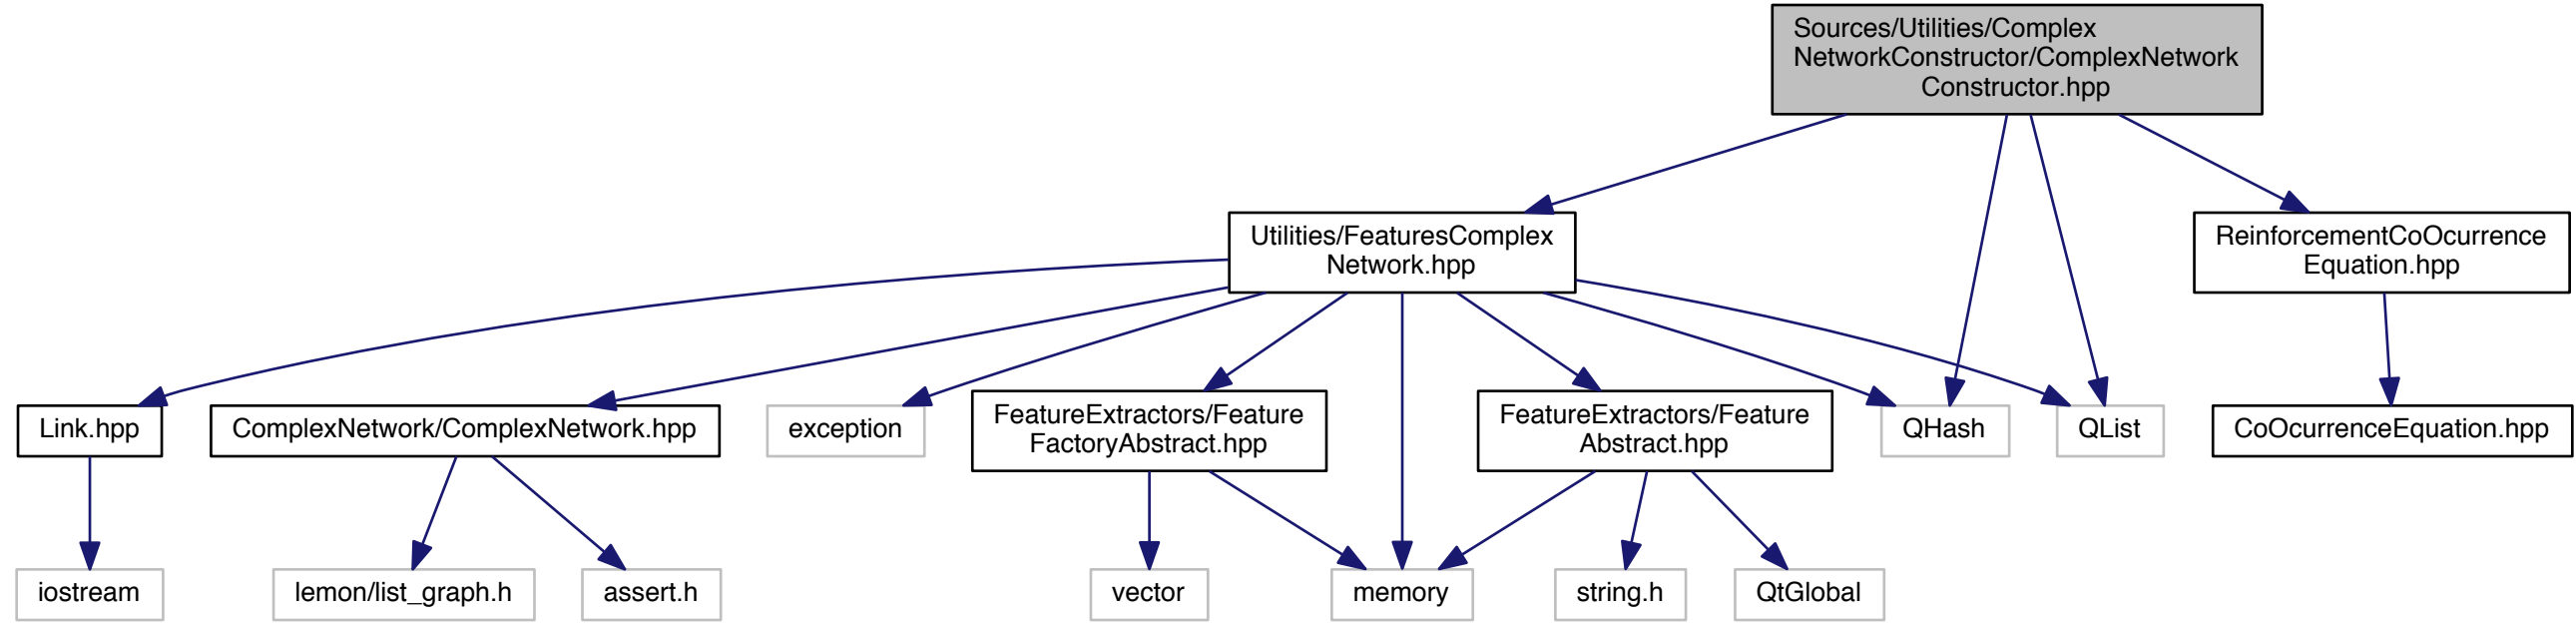 Sources/Utilities/Complex
NetworkConstructor/ComplexNetwork
Constructor.hpp
Utilities/FeaturesComplex
Network.hpp
ReinforcementCoOcurrence
Equation.hpp
Link.hpp
ComplexNetwork/ComplexNetwork.hpp
exception
FeatureExtractors/Feature
FactoryAbstract.hpp
FeatureExtractors/Feature
Abstract.hpp
QHash
QList
CoOcurrenceEquation.hpp
iostream
lemon/list_graph.h
assert.h
vector
memory
string.h
QtGlobal